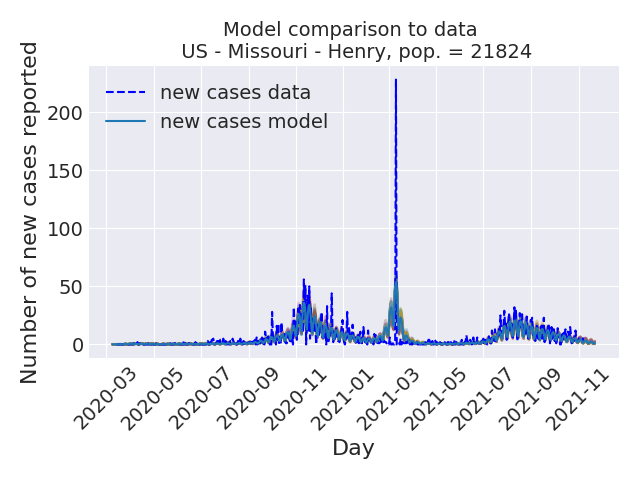 Model comparison to data
US - Missouri - Henry, pop. = 21824
Number of new cases reported
200
150
100
50
0
new cases data
new cases model
2020-03
2020-05
2020-07
2020-09
2020-11
2021-01
2021-03
2021-05
2021-07
2021-09
2021-11
Day